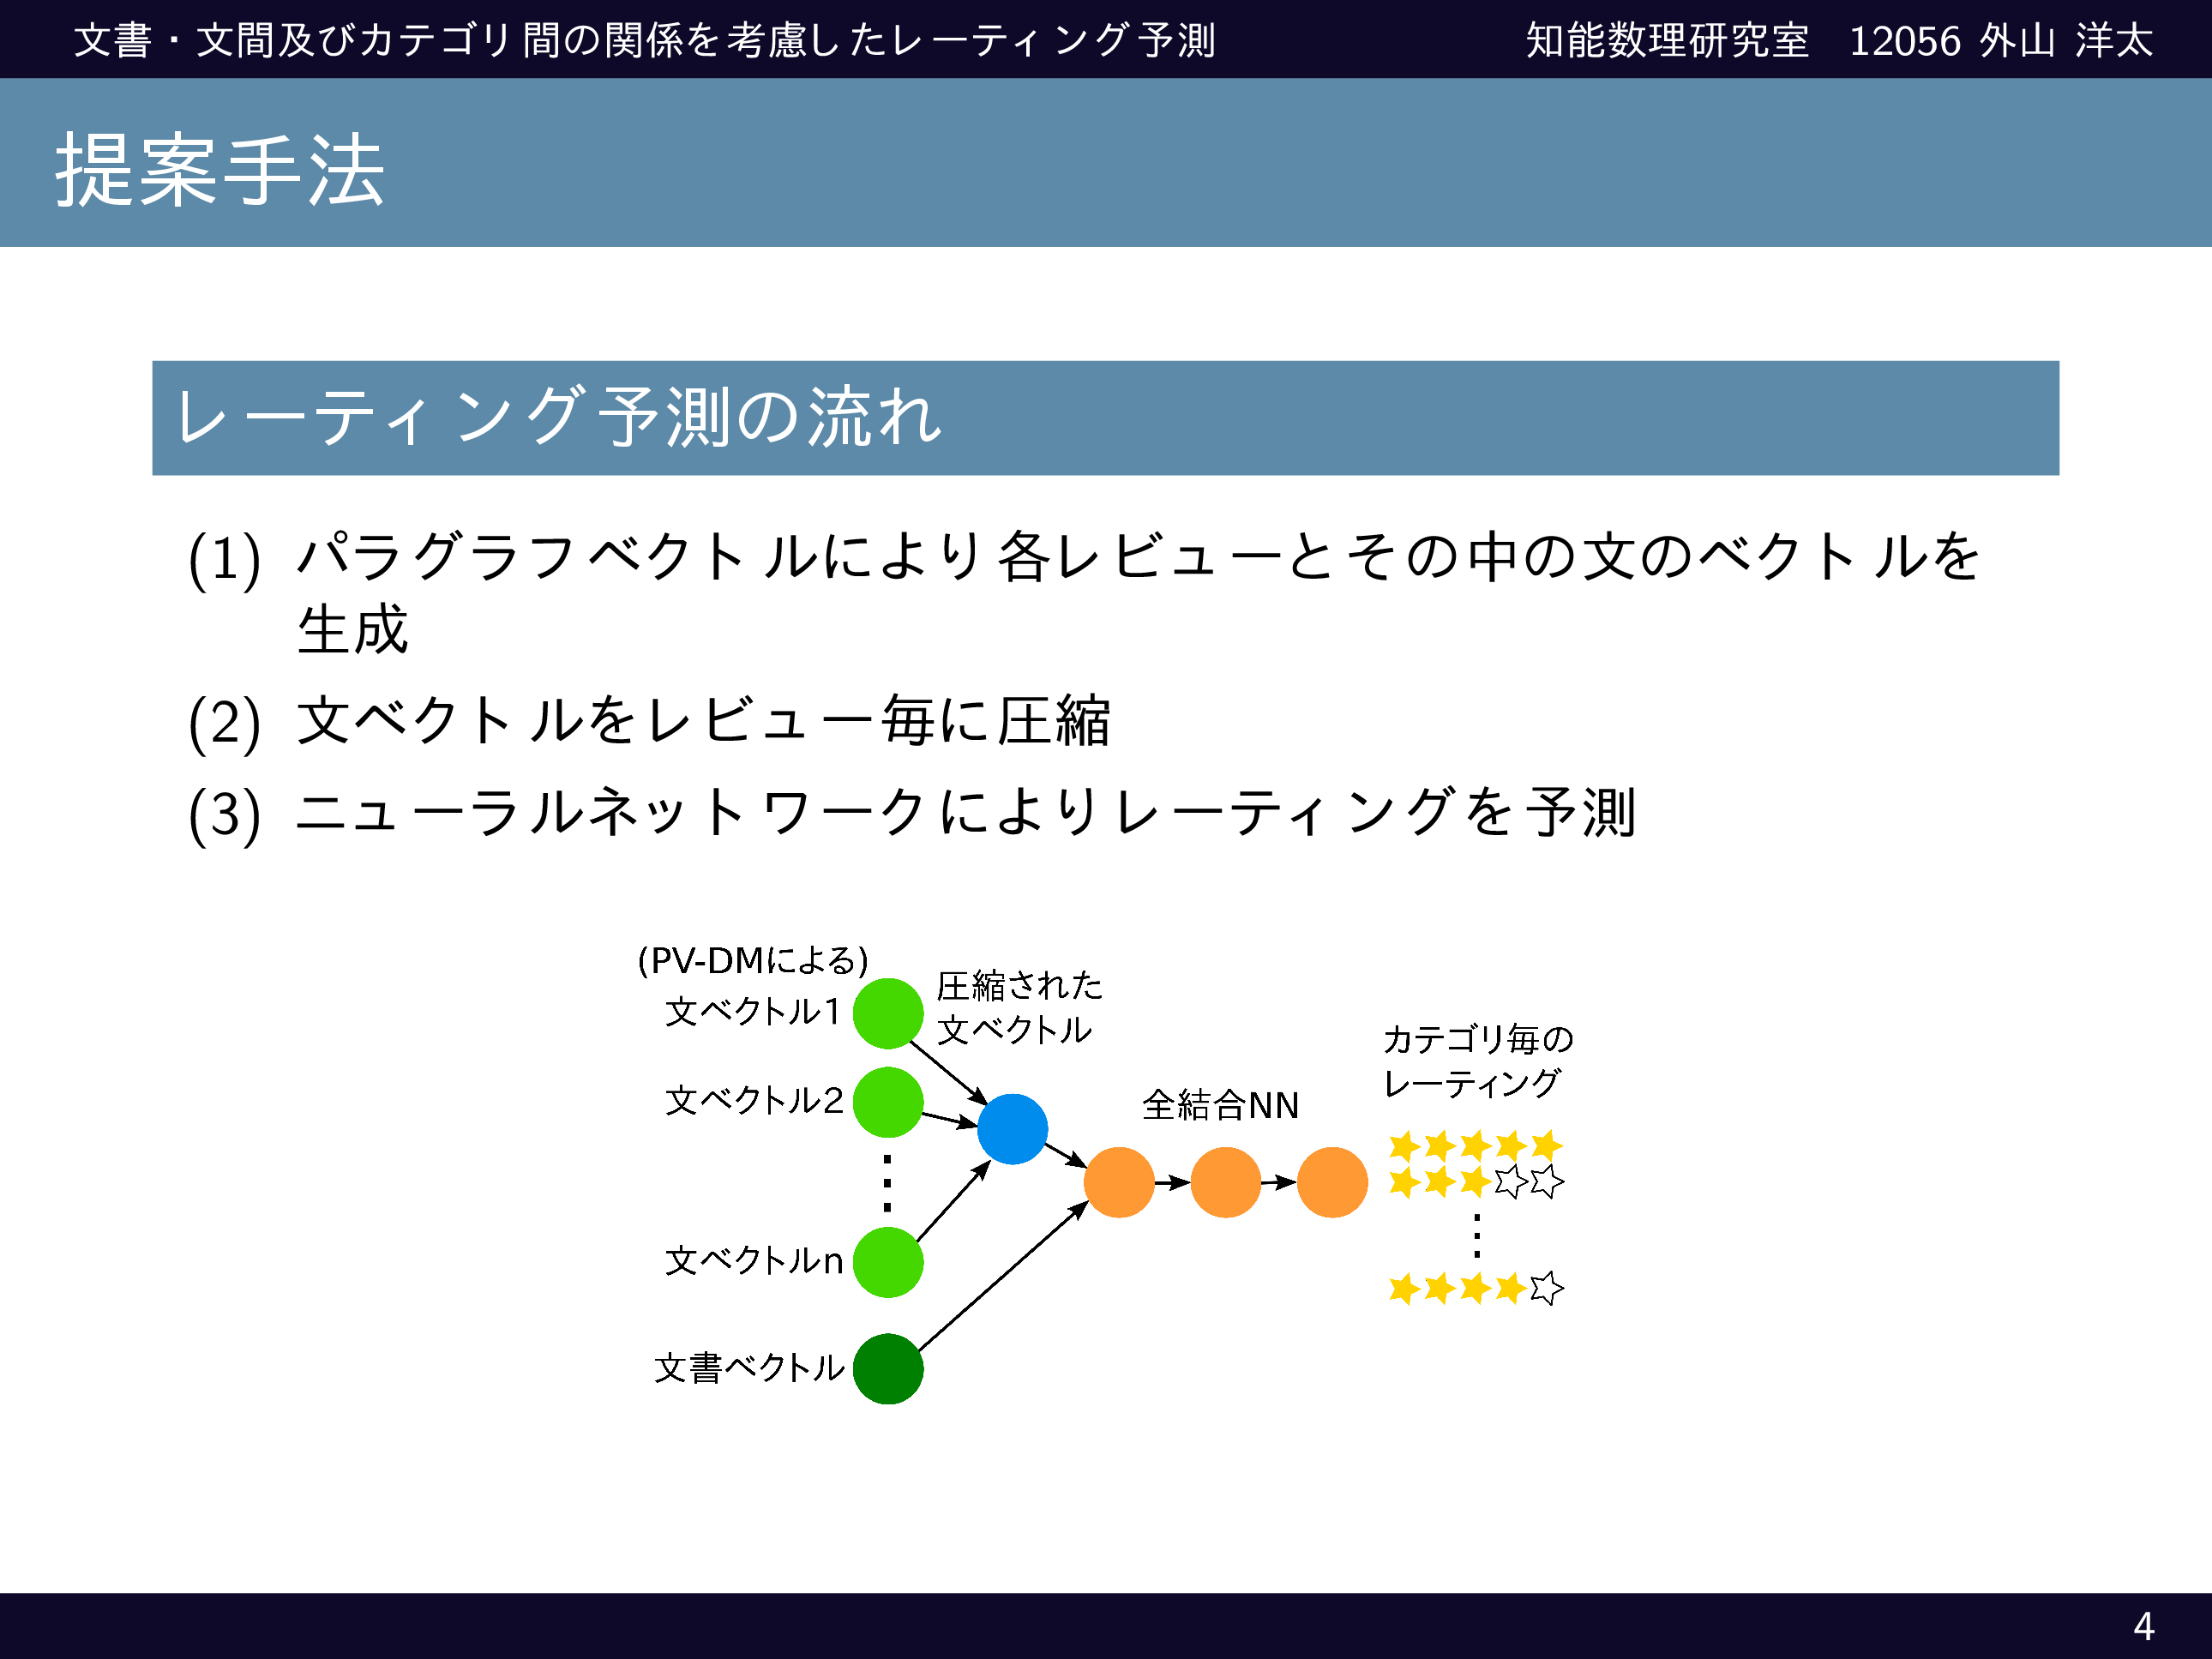 文書・文間及びカテゴリ間の関係を考慮したレーティング予測 知能数理研究室 12056 外山 洋太
提案手法
レーティング予測の流れ
(1) パラグラフベクトルにより各レビューとその中の文のベクトルを
生成
(2) 文ベクトルをレビュー毎に圧縮
(3) ニューラルネットワークによりレーティングを予測
(PV-DMによる)
圧縮された
文ベクトル
文ベクトル1
カテゴリ毎の
レーティング
文ベクトル2
全結合NN
文ベクトルn
文書ベクトル
4